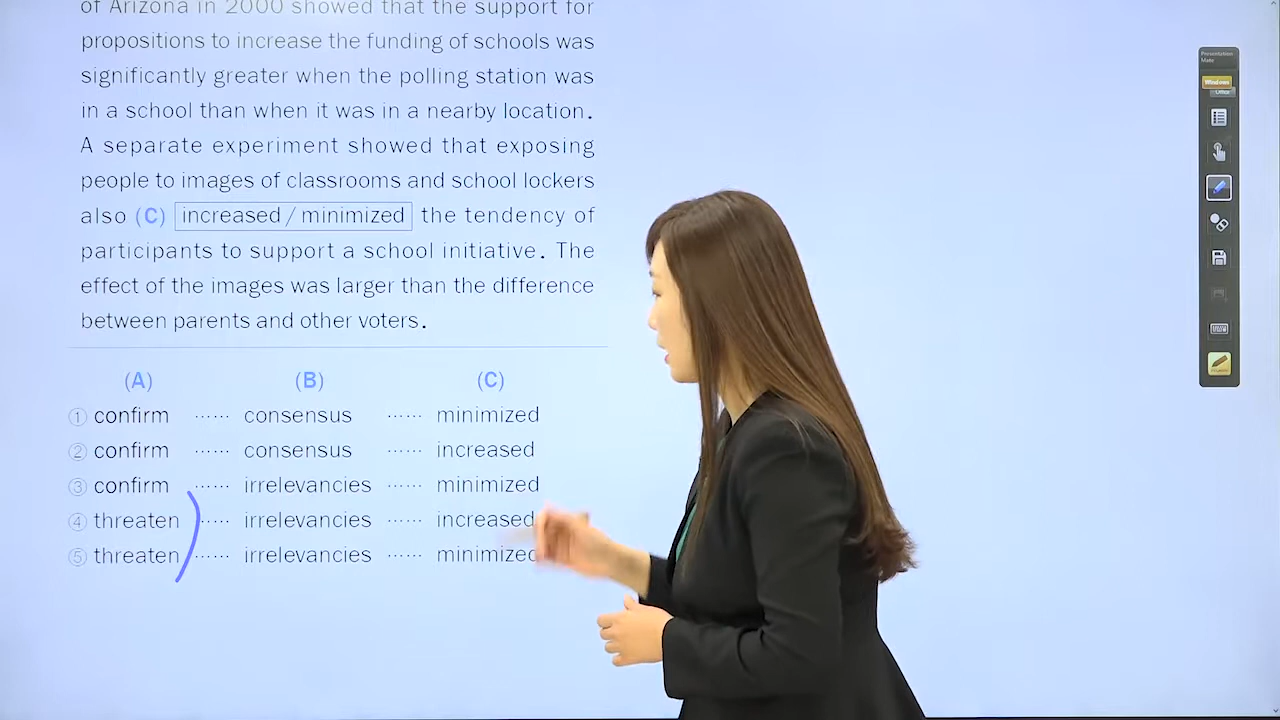 of Arizona in 2000 showed that the support for
propositions to increase the funding of schools was
significantly greater when the polling station was
in a school than when it was in a nearby location.
A separate experiment showed that exposing
people to images of classrooms and school lockers
also (C) increased / minimized the tendency of
participants to support a school initiative. The
effect of the images was larger than the difference
between parents and other voters.
(A) (B) (C)
① confirm …… consensus …… minimized
② confirm …… consensus …… increased
③ confirm …… irrelevancies …… minimized
④ threaten …… irrelevancies …… increased
⑤ threaten …… irrelevancies …… minimized
Presentation
Mate
Windows
Office